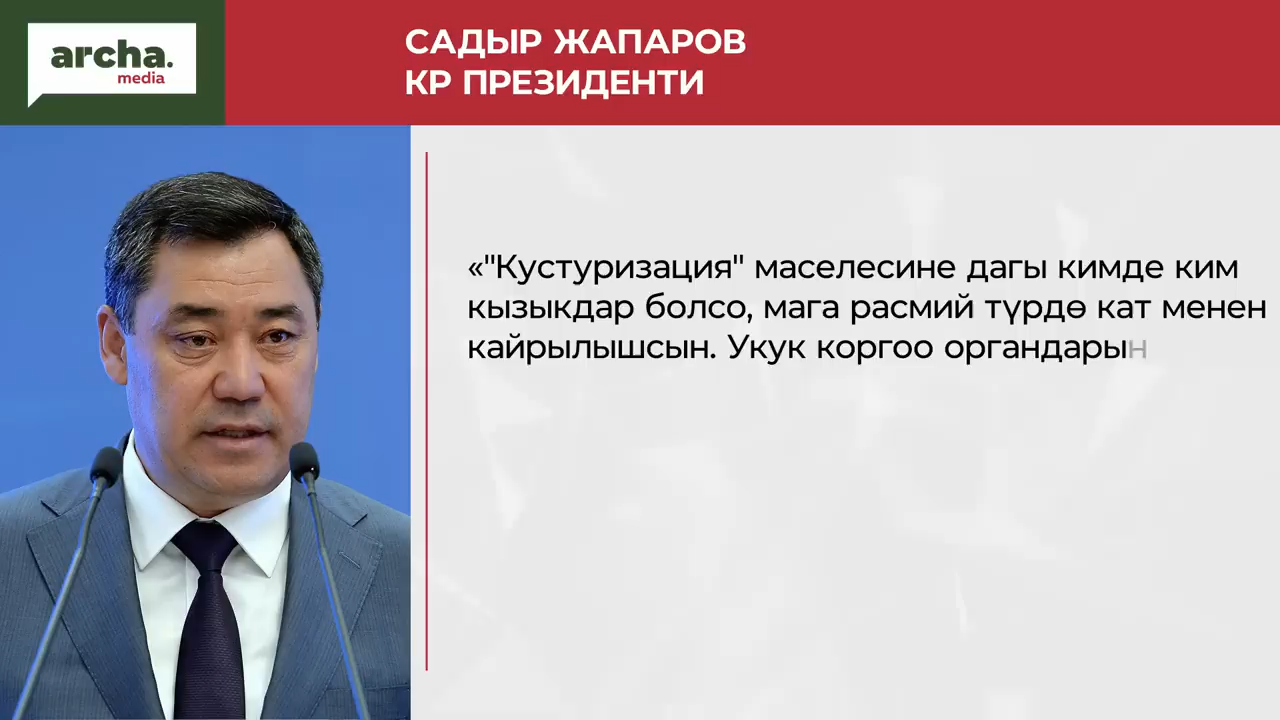 archa.
media
САДЫР ЖАПАРОВ
КР ПРЕЗИДЕНТИ
«"Кустуризация" маселесине дагы кимде ким
кызыкдар болсо, мага расмий түрдө кат менен
кайрылышсын. Укук коргоо органдарын